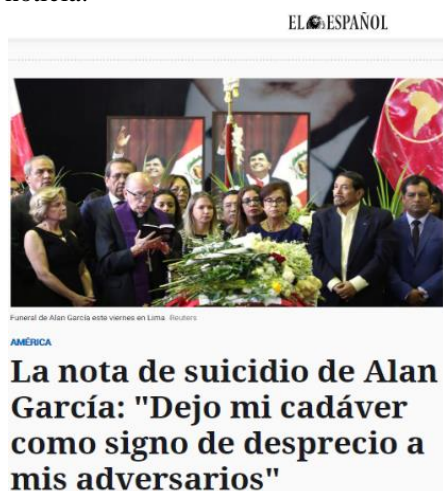 noticia.
EL ESPAÑOL
Funeral de Alan García este viernes en Lima Reuters
AMÉRICA
La nota de suicidio de Alan
García: "Dejo mi cadáver
como signo de desprecio a
mis adversarios"